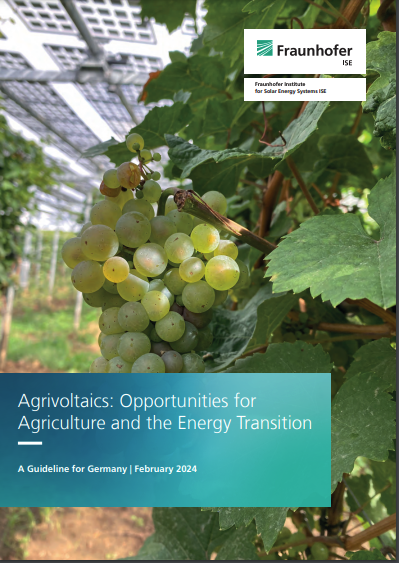 Fraunhofer
ISE
Fraunhofer Institute
for Solar Energy Systems ISE
Agrivoltaics: Opportunities for
Agriculture and the Energy Transition
A Guideline for Germany | February 2024